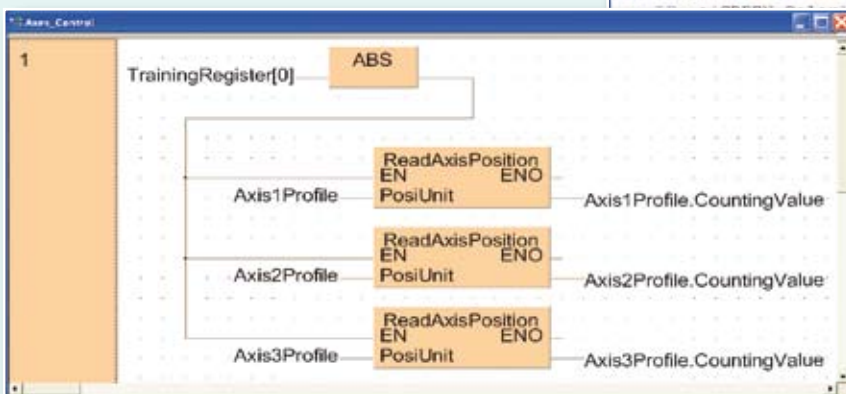 Axes_Control
1
ABS
TrainingRegister[0]
ReadAxisPosition
EN ENO
Axis1Profile PosiUnit Axis1Profile.CountingValue
ReadAxisPosition
EN ENO
Axis2Profile PosiUnit Axis2Profile.CountingValue
ReadAxisPosition
EN ENO
Axis3Profile PosiUnit Axis3Profile.CountingValue